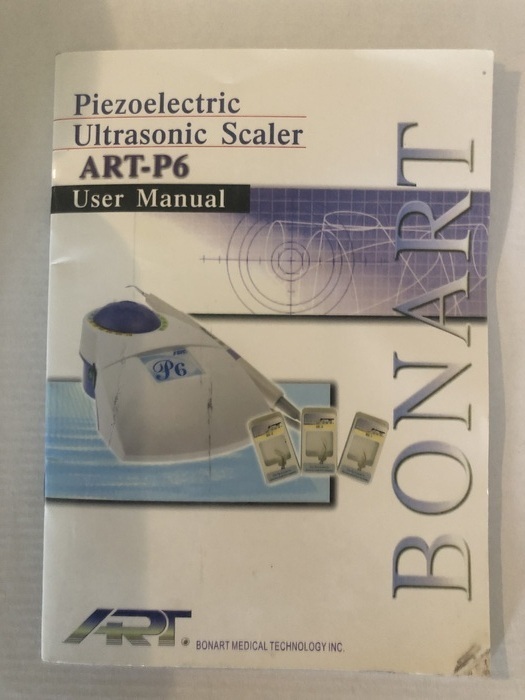 Piezoelectric
Ultrasonic Scaler
ART-P6
User Manual
BONART
P6
ART
BONART MEDICAL TECHNOLOGY INC.